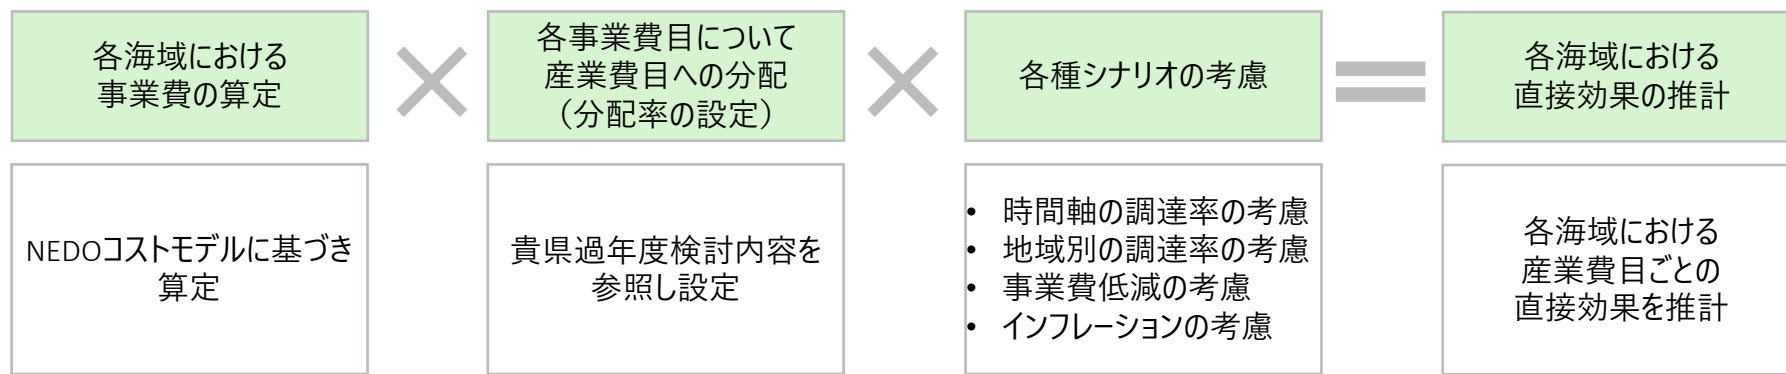 各海域における
事業費の算定
×
各事業費目について
産業費目への分配
（分配率の設定）
×
各種シナリオの考慮
=
各海域における
直接効果の推計
NEDOコストモデルに基づき
算定
貴県過年度検討内容を
参照し設定
• 時間軸の調達率の考慮
• 地域別の調達率の考慮
• 事業費低減の考慮
• インフレーションの考慮
各海域における
産業費目ごとの
直接効果を推計